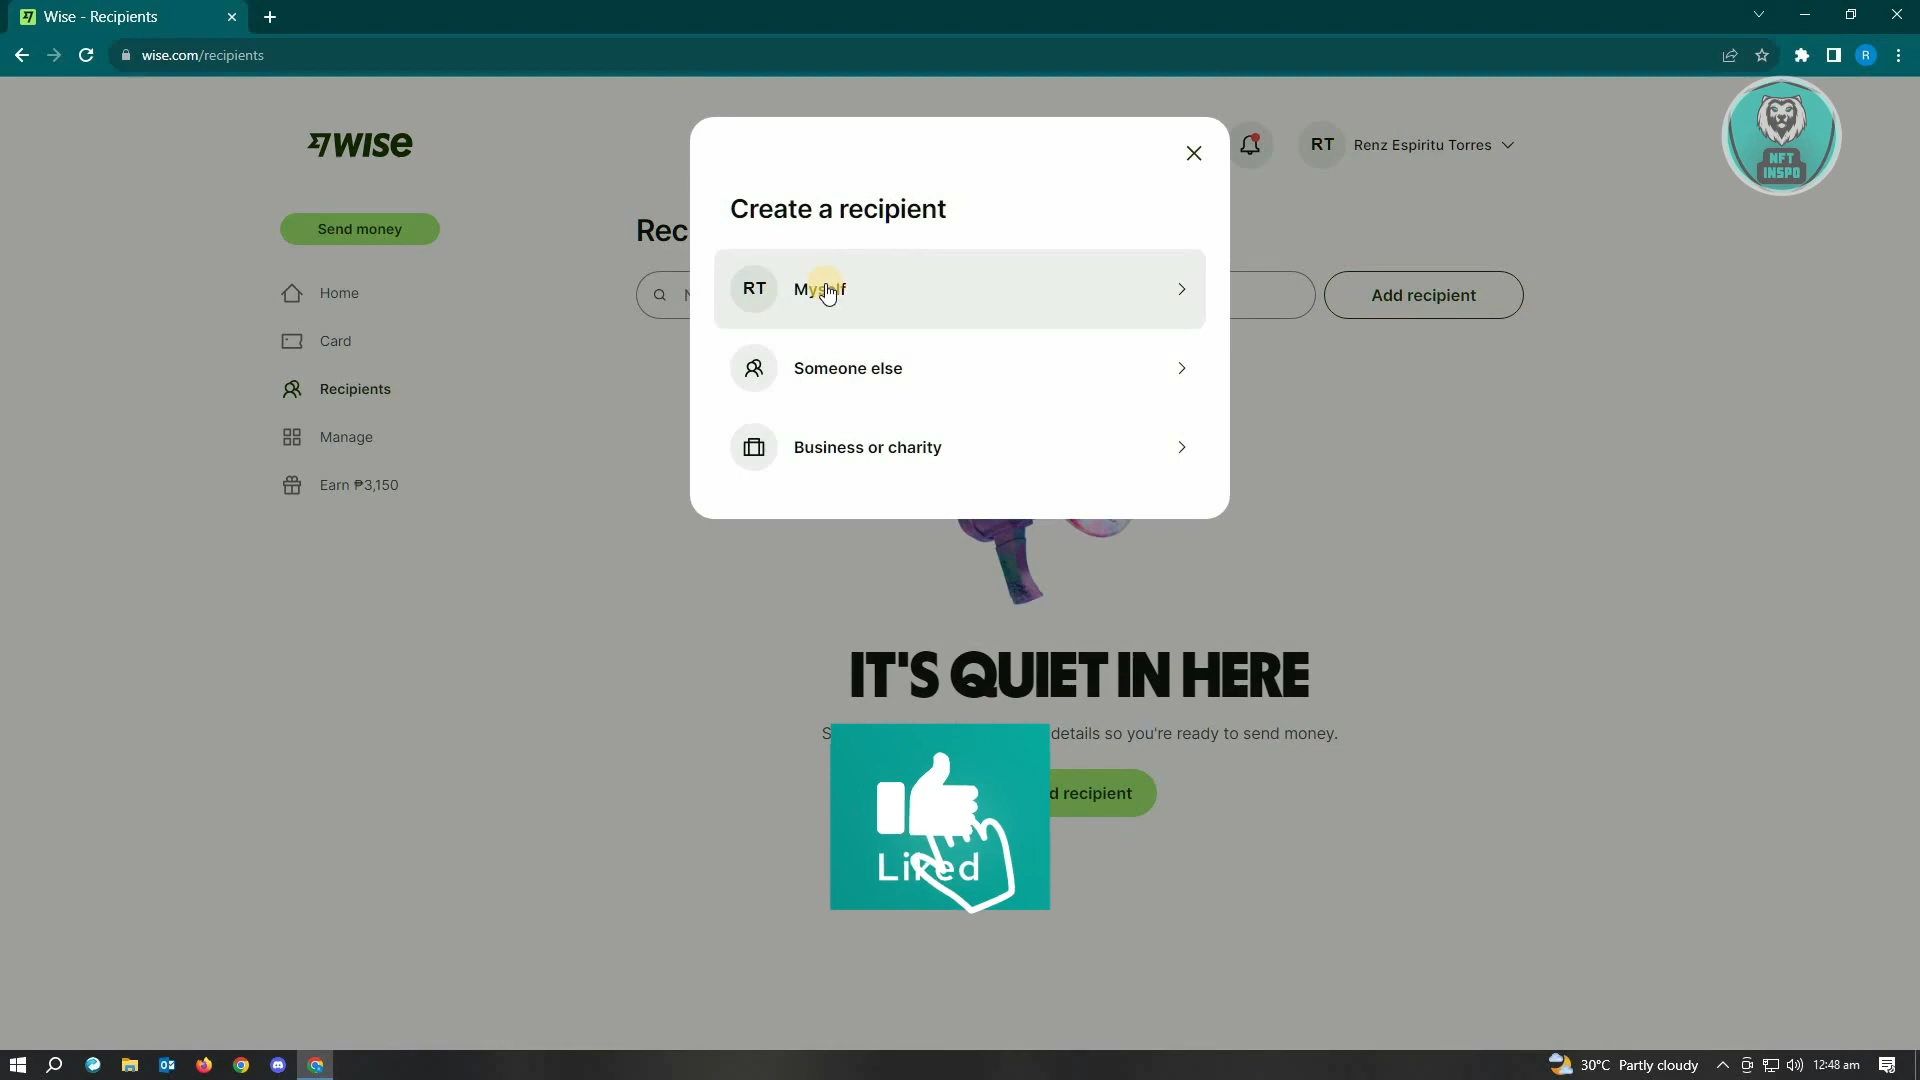 Wise - Recipients
wise.com/recipients
WISE
RT Renz Espiritu Torres
NFT
INSPO
Create a recipient
Send money
Rec
RT Myself
Add recipient
Home
Card
Someone else
Recipients
Manage
Business or charity
Earn ₱3,150
IT'S QUIET IN HERE
details so you're ready to send money.
d recipient
Liked
30°C Partly cloudy
12:48 am